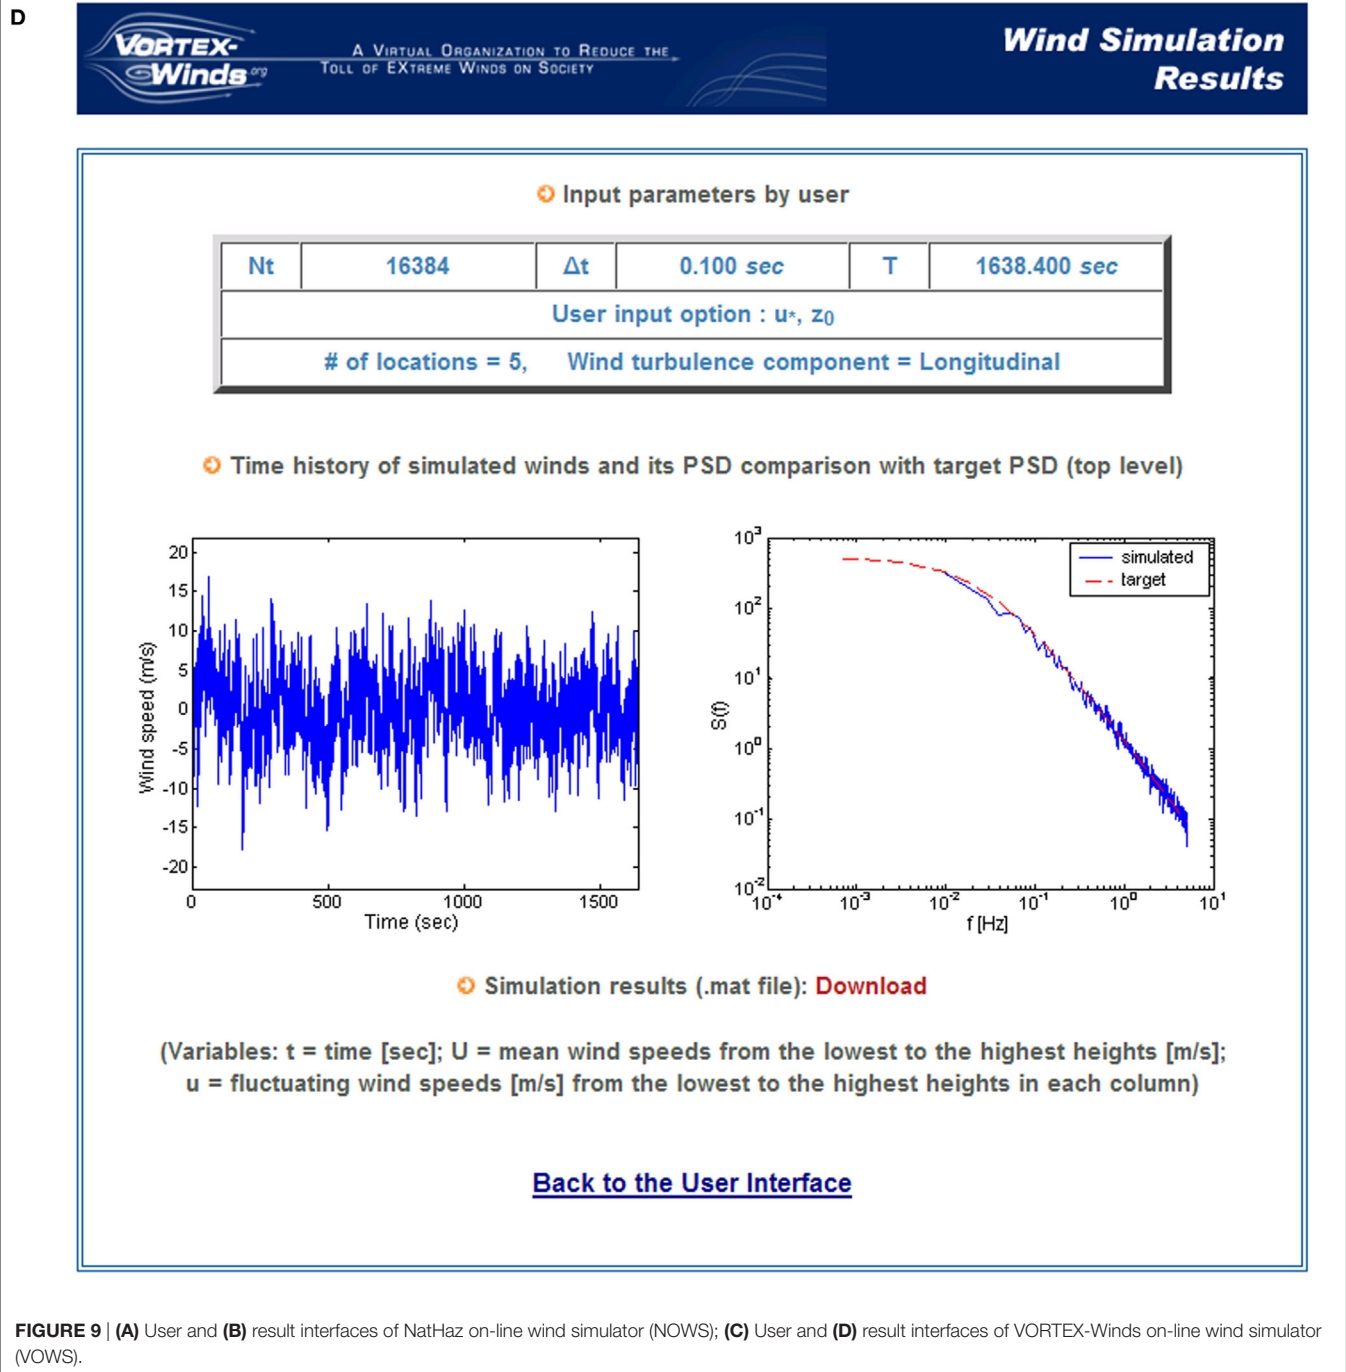 D
VORTEX-
Winds.org
A VIRTUAL ORGANIZATION TO REDUCE THE
TOLL OF EXTREME WINDS ON SOCIETY
Wind Simulation
Results
Input parameters by user
Nt 16384 Δt 0.100 sec T 1638.400 sec
User input option : u*, z0
# of locations = 5, Wind turbulence component = Longitudinal
Time history of simulated winds and its PSD comparison with target PSD (top level)
20
15
10
5
0
-5
-10
-15
-20
Wind speed (m/s)
0 500 1000 1500
Time (sec)
10^3
10^2
10^1
10^0
10^-1
10^-2
S(f)
simulated
target
10^-4 10^-3 10^-2 10^-1 10^0 10^1
f [Hz]
Simulation results (.mat file): Download
(Variables: t = time [sec]; U = mean wind speeds from the lowest to the highest heights [m/s];
u = fluctuating wind speeds [m/s] from the lowest to the highest heights in each column)
Back to the User Interface
FIGURE 9 | (A) User and (B) result interfaces of NatHaz on-line wind simulator (NOWS); (C) User and (D) result interfaces of VORTEX-Winds on-line wind simulator
(VOWS).